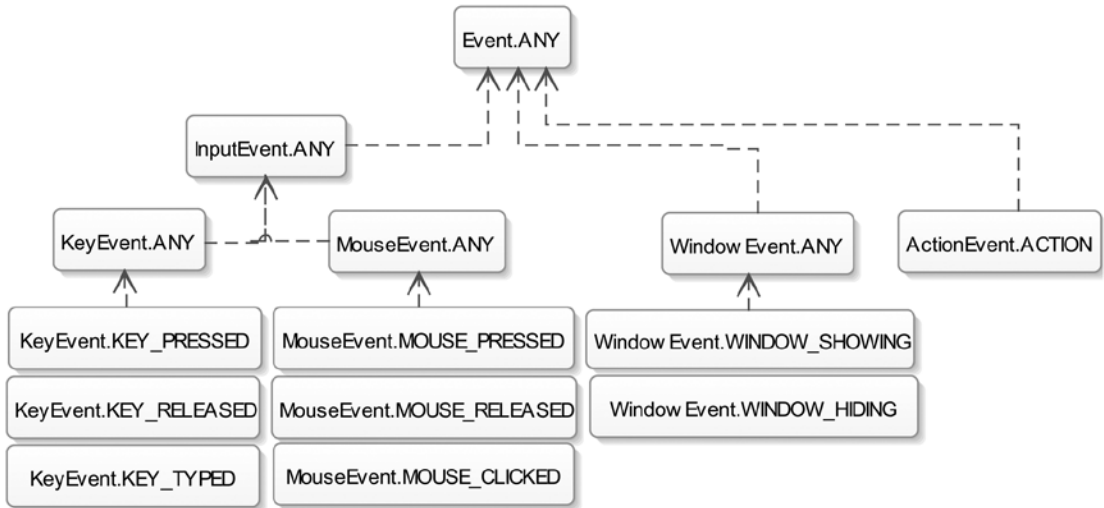 Event.ANY
InputEvent.ANY
KeyEvent.ANY
MouseEvent.ANY
Window Event.ANY
ActionEvent.ACTION
KeyEvent.KEY_PRESSED
MouseEvent.MOUSE_PRESSED
Window Event.WINDOW_SHOWING
KeyEvent.KEY_RELEASED
MouseEvent.MOUSE_RELEASED
Window Event.WINDOW_HIDING
KeyEvent.KEY_TYPED
MouseEvent.MOUSE_CLICKED